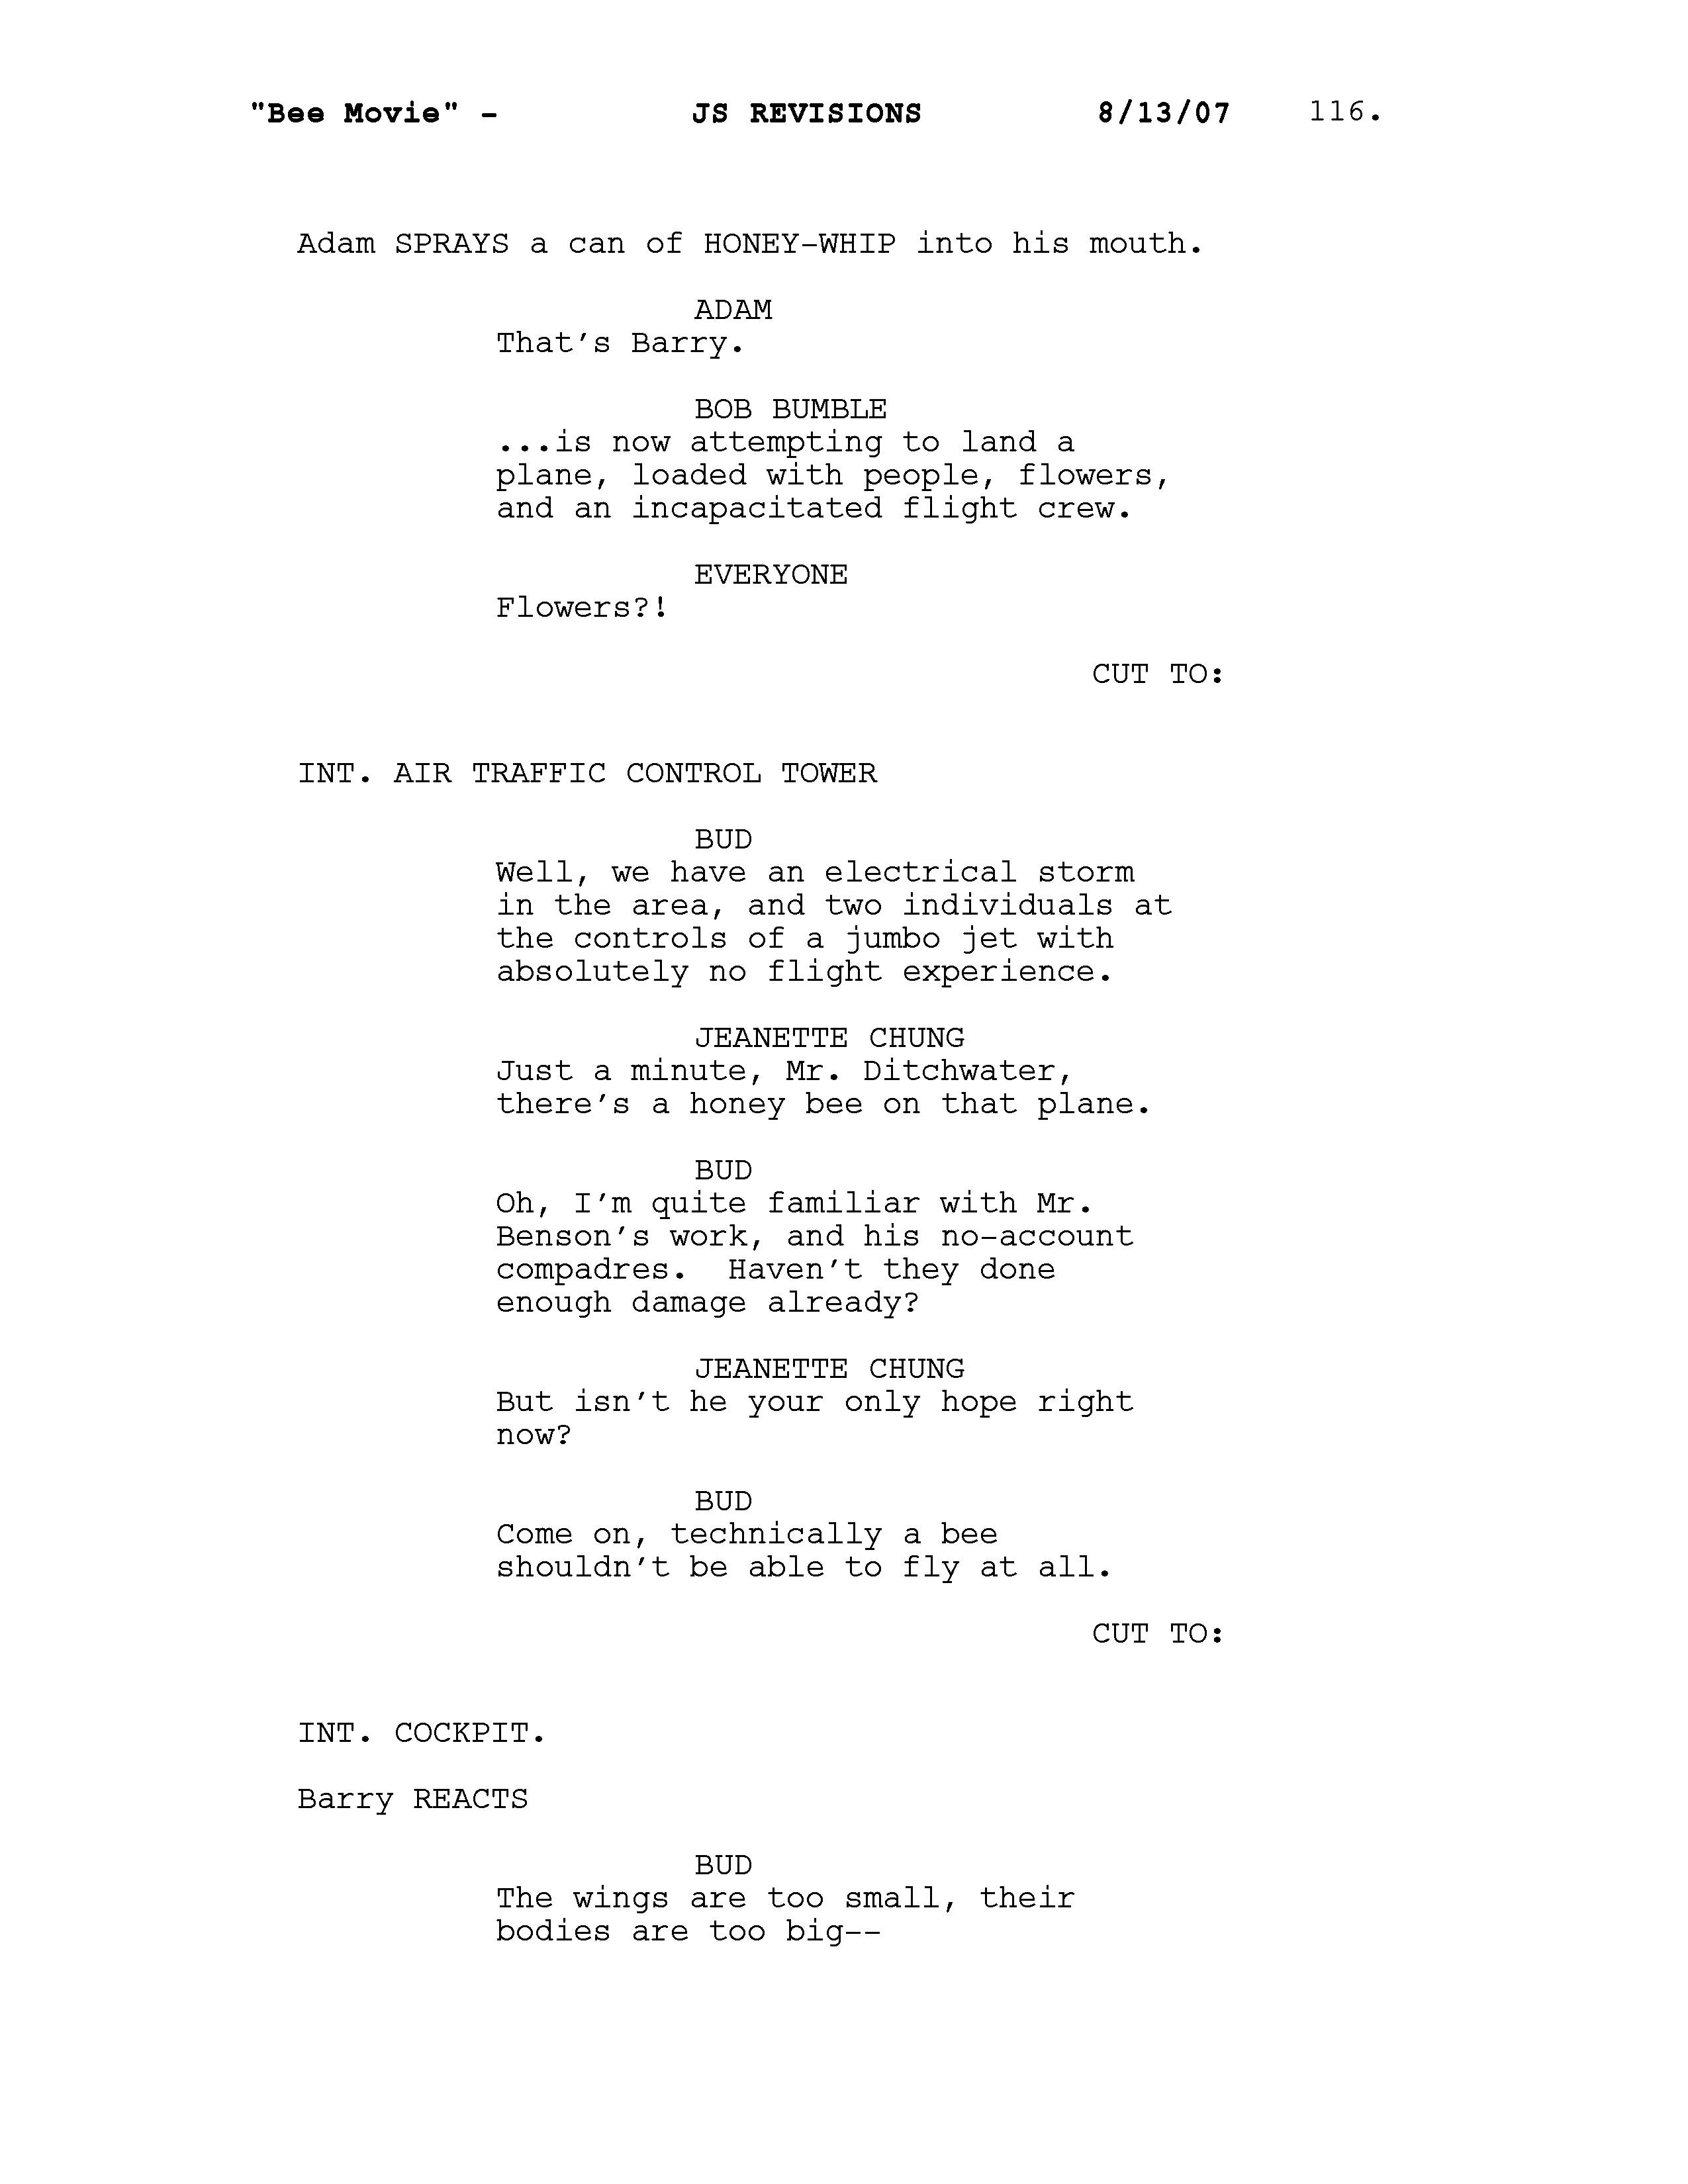 "Bee Movie" - JS REVISIONS 8/13/07 116.
Adam SPRAYS a can of HONEY-WHIP into his mouth.
ADAM
That's Barry.
BOB BUMBLE
...is now attempting to land a
plane, loaded with people, flowers,
and an incapacitated flight crew.
EVERYONE
Flowers?!
CUT TO:
INT. AIR TRAFFIC CONTROL TOWER
BUD
Well, we have an electrical storm
in the area, and two individuals at
the controls of a jumbo jet with
absolutely no flight experience.
JEANETTE CHUNG
Just a minute, Mr. Ditchwater,
there's a honey bee on that plane.
BUD
Oh, I'm quite familiar with Mr.
Benson's work, and his no-account
compadres.  Haven't they done
enough damage already?
JEANETTE CHUNG
But isn't he your only hope right
now?
BUD
Come on, technically a bee
shouldn't be able to fly at all.
CUT TO:
INT. COCKPIT.
Barry REACTS
BUD
The wings are too small, their
bodies are too big--